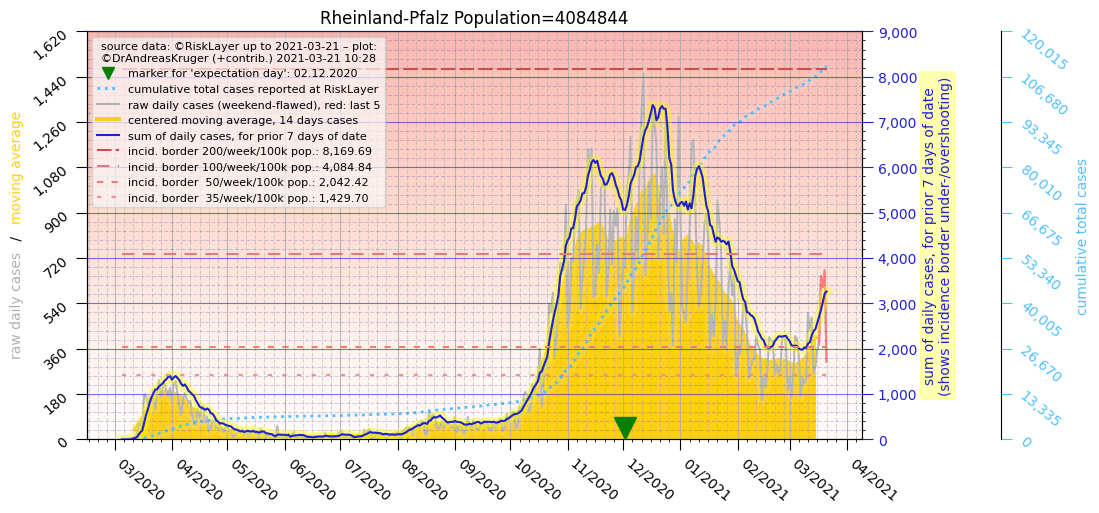 Rheinland-Pfalz Population=4084844
source data: ©RiskLayer up to 2021-03-21 – plot:
©DrAndreasKruger (+contrib.) 2021-03-21 10:28
marker for 'expectation day': 02.12.2020
cumulative total cases reported at RiskLayer
raw daily cases (weekend-flawed), red: last 5
centered moving average, 14 days cases
sum of daily cases, for prior 7 days of date
incid. border 200/week/100k pop.: 8,169.69
incid. border 100/week/100k pop.: 4,084.84
incid. border  50/week/100k pop.: 2,042.42
incid. border  35/week/100k pop.: 1,429.70
raw daily cases / moving average
1,620
1,440
1,260
1,080
900
720
540
360
180
0
03/2020
04/2020
05/2020
06/2020
07/2020
08/2020
09/2020
10/2020
11/2020
12/2020
01/2021
02/2021
03/2021
04/2021
9,000
8,000
7,000
6,000
5,000
4,000
3,000
2,000
1,000
0
sum of daily cases, for prior 7 days of date
(shows incidence border under-/overshooting)
120,015
106,680
93,345
80,010
66,675
53,340
40,005
26,670
13,335
0
cumulative total cases